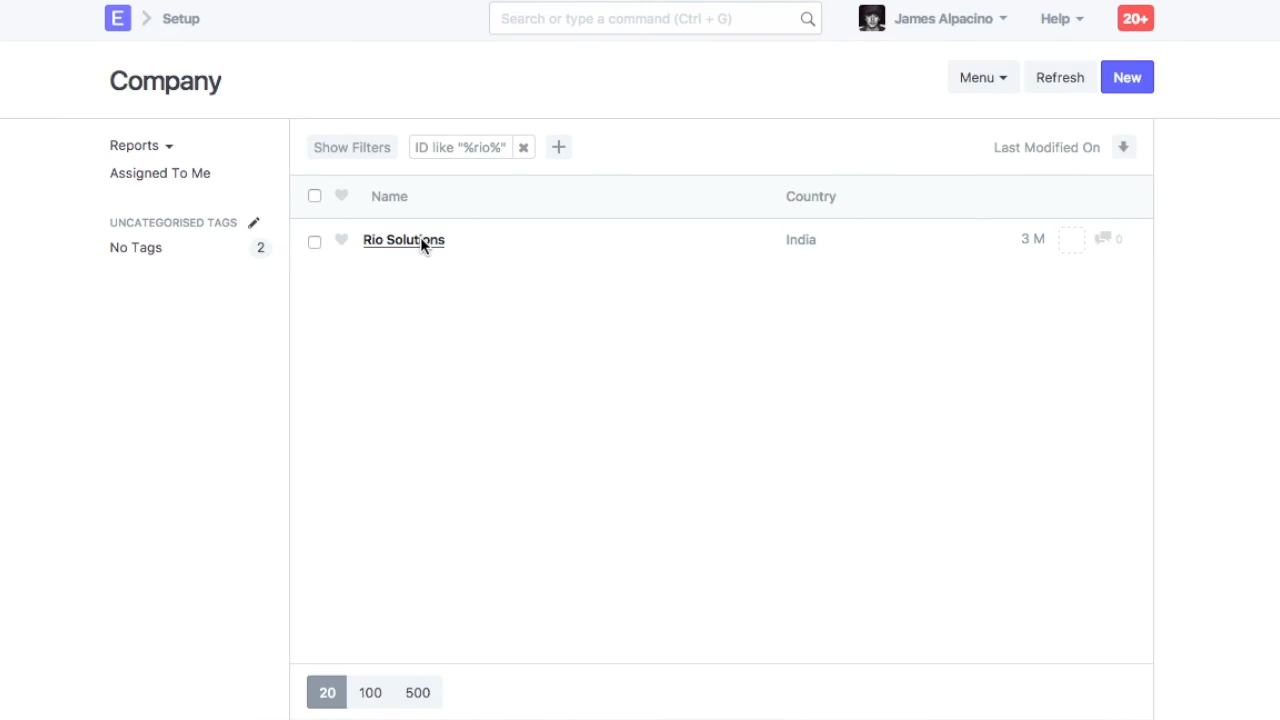 E Setup Search or type a command (Ctrl + G) James Alpacino Help 20+
Company Menu Refresh New
Reports Show Filters ID like "%rio%" Last Modified On
Assigned To Me
Name Country
UNCATEGORISED TAGS
No Tags 2
Rio Solutions India 3 M 0
20 100 500